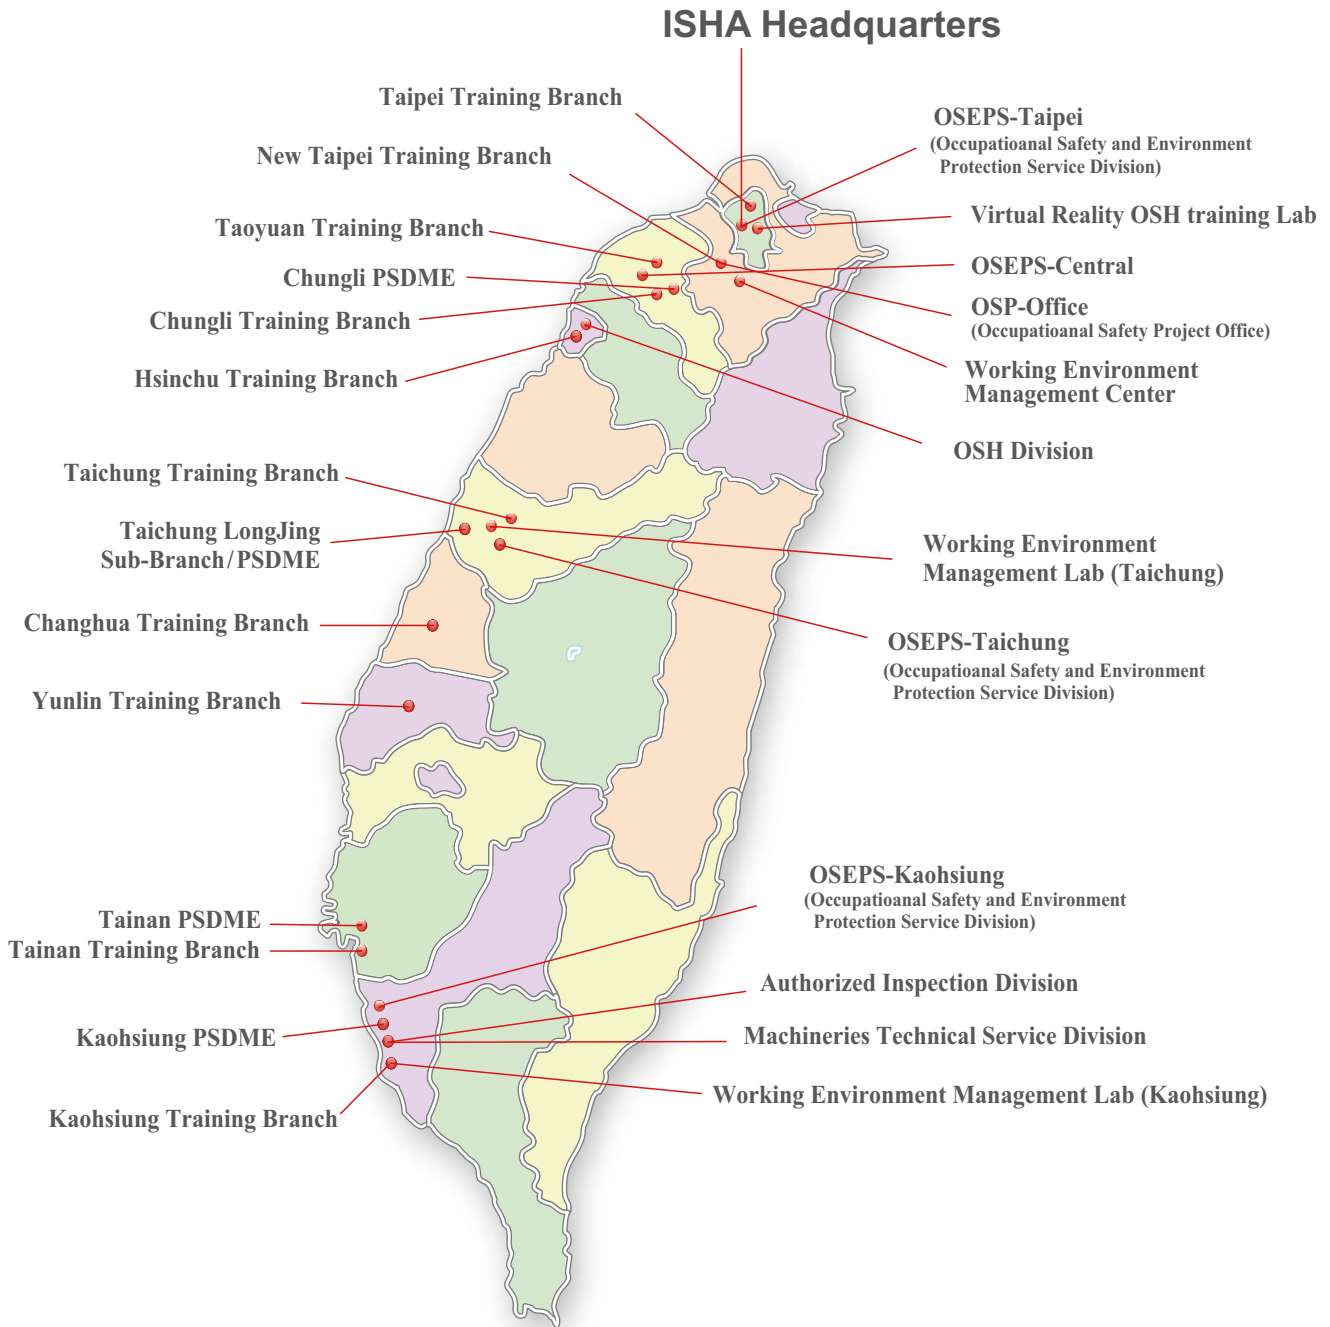 ISHA Headquarters
Taipei Training Branch
New Taipei Training Branch
Taoyuan Training Branch
Chungli PSDME
Chungli Training Branch
Hsinchu Training Branch
Taichung Training Branch
Taichung LongJing
Sub-Branch/PSDME
Changhua Training Branch
Yunlin Training Branch
Tainan PSDME
Tainan Training Branch
Kaohsiung PSDME
Kaohsiung Training Branch
OSEPS-Taipei
(Occupatioanal Safety and Environment
Protection Service Division)
Virtual Reality OSH training Lab
OSEPS-Central
OSP-Office
(Occupatioanal Safety Project Office)
Working Environment
Management Center
OSH Division
Working Environment
Management Lab (Taichung)
OSEPS-Taichung
(Occupatioanal Safety and Environment
Protection Service Division)
OSEPS-Kaohsiung
(Occupatioanal Safety and Environment
Protection Service Division)
Authorized Inspection Division
Machineries Technical Service Division
Working Environment Management Lab (Kaohsiung)